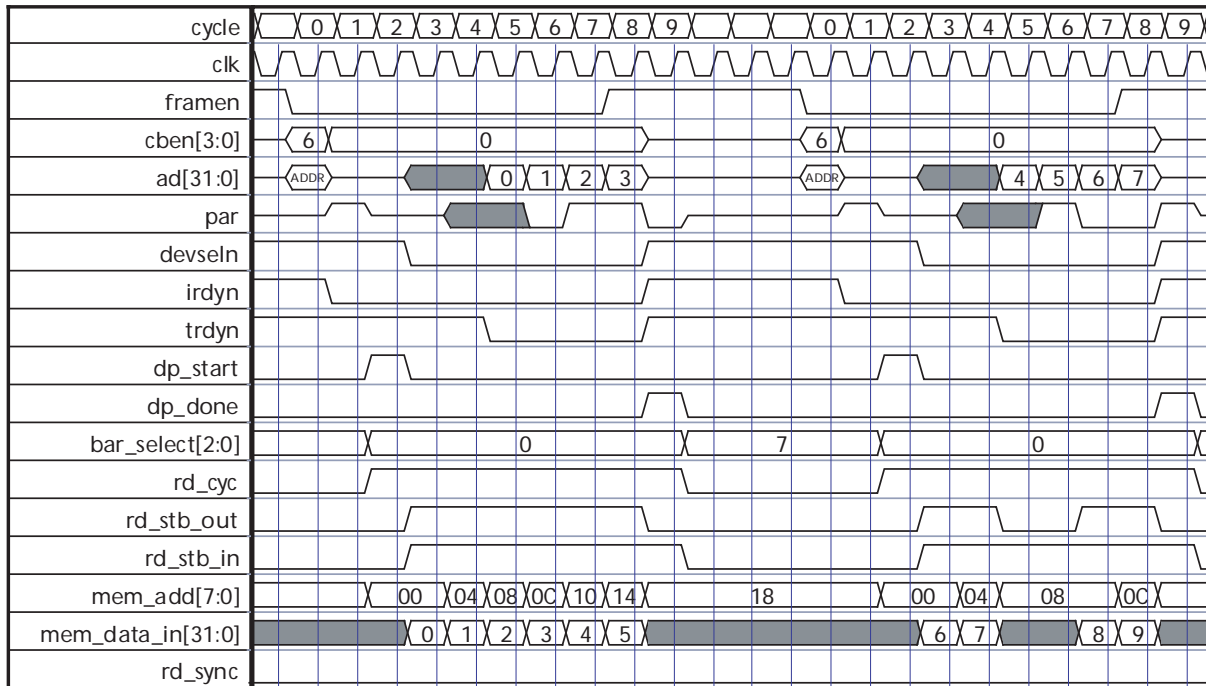 cycle 0 1 2 3 4 5 6 7 8 9 0 1 2 3 4 5 6 7 8 9
clk
framen
cben[3:0] 6 0 6 0
ad[31:0] ADDR 0 1 2 3 ADDR 4 5 6 7
par
devseln
irdyn
trdyn
dp_start
dp_done
bar_select[2:0] 0 7 0
rd_cyc
rd_stb_out
rd_stb_in
mem_add[7:0] 00 04 08 0C 10 14 18 00 04 08 0C
mem_data_in[31:0] 0 1 2 3 4 5 6 7 8 9
rd_sync